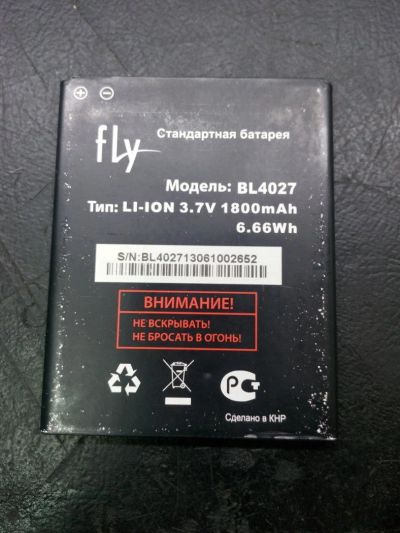 fly
Стандартная батарея
Модель: BL4027
Тип: LI-ION 3.7V 1800mAh
6.66Wh
S/N:BL402713061002652
ВНИМАНИЕ!
НЕ ВСКРЫВАТЬ!
НЕ БРОСАТЬ В ОГОНЬ!
РСТ
Сделано в КНР